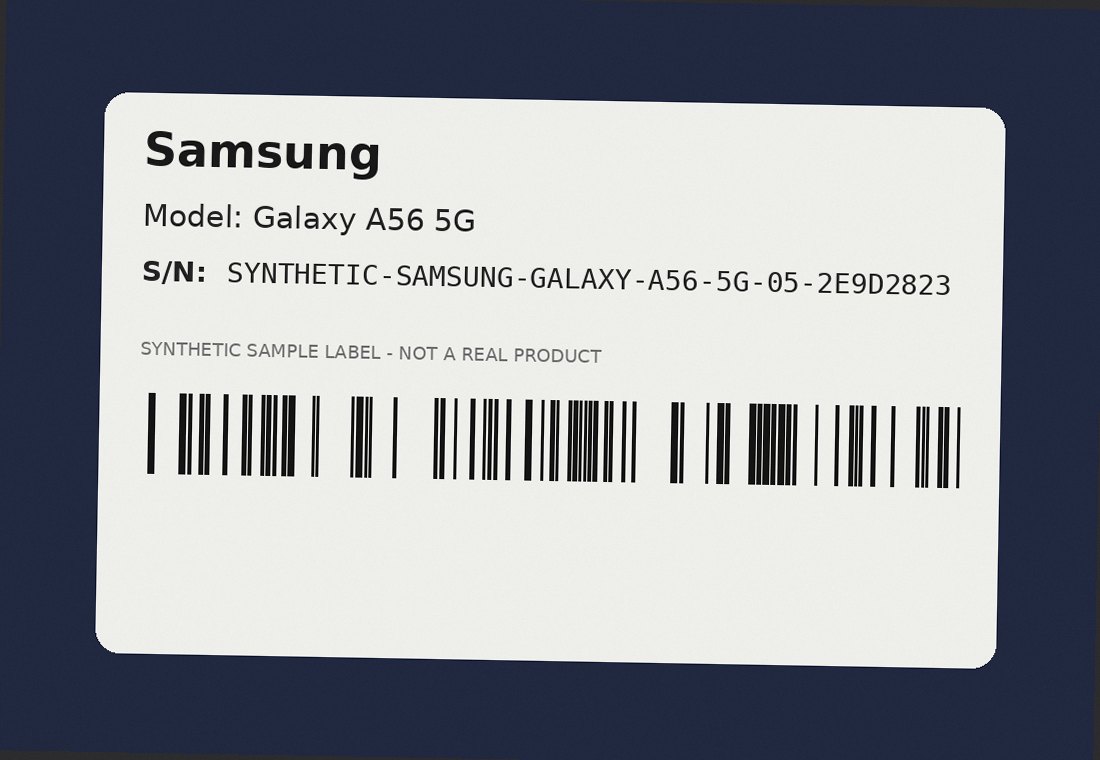 Samsung
Model: Galaxy A56 5G
S/N: SYNTHETIC-SAMSUNG-GALAXY-A56-5G-05-2E9D2823
SYNTHETIC SAMPLE LABEL - NOT A REAL PRODUCT